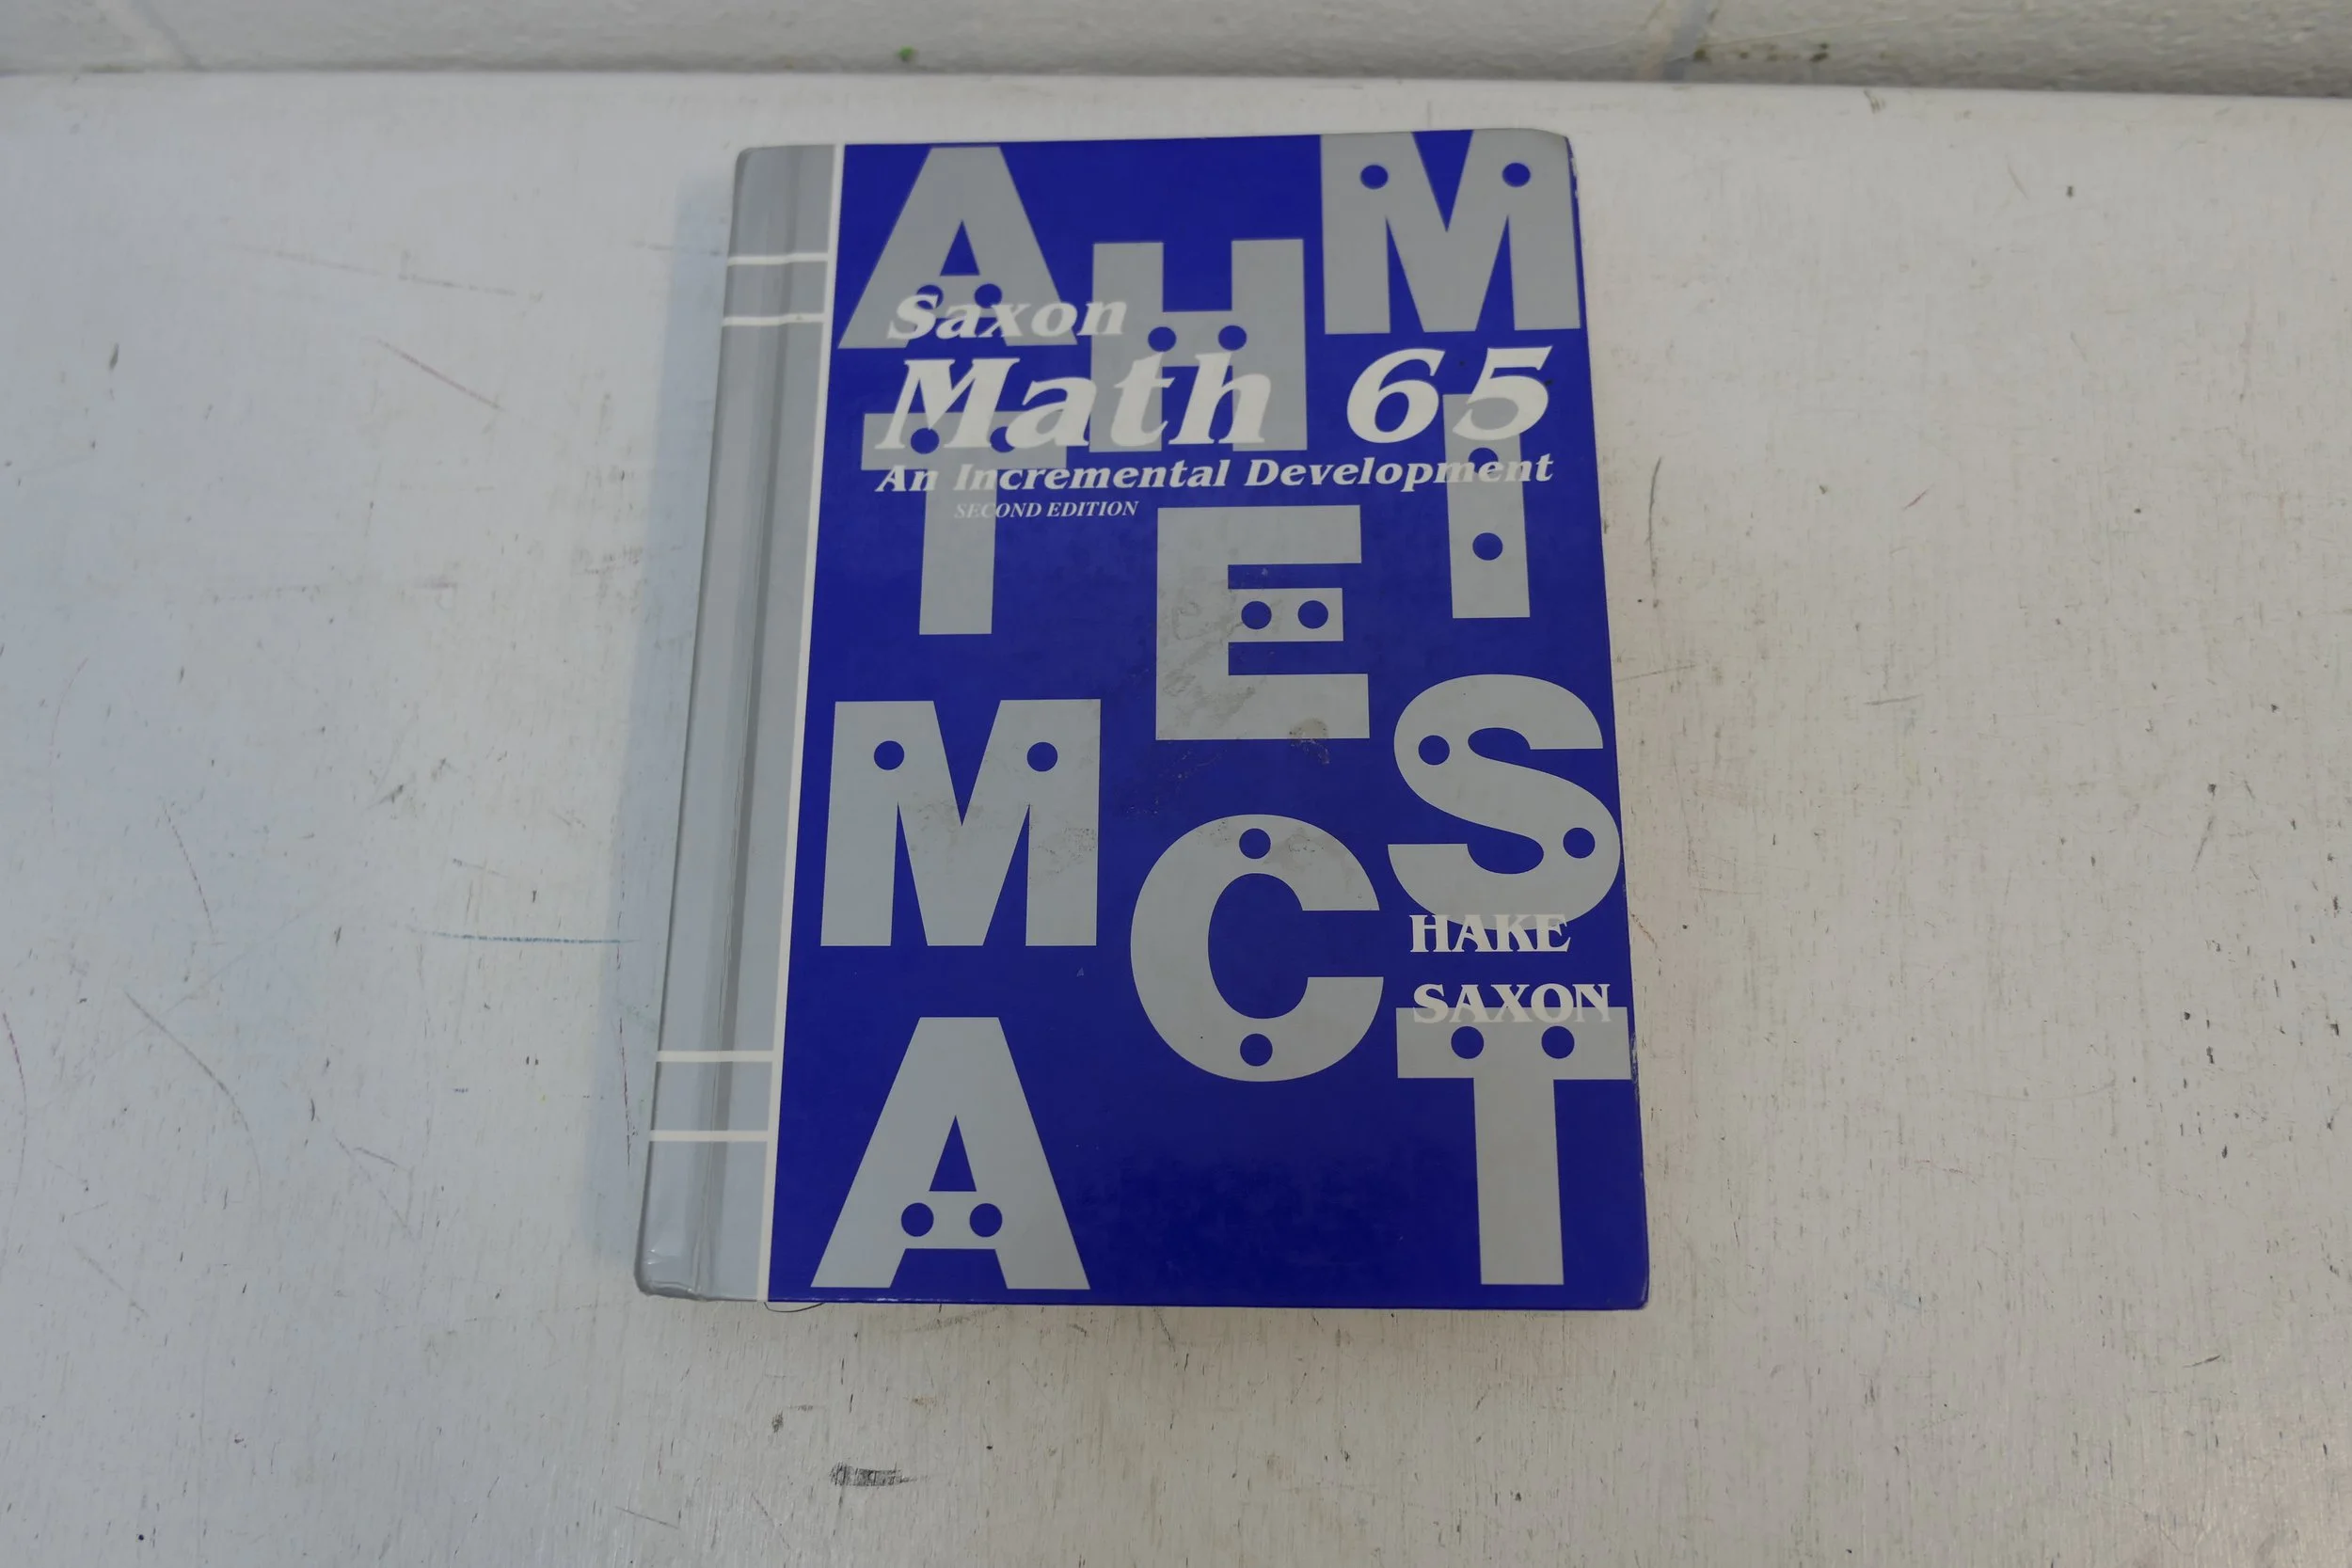 A H M
Saxon
Math 65
An Incremental Development
SECOND EDITION
T E I
M C S
HAKE
SAXON
A T